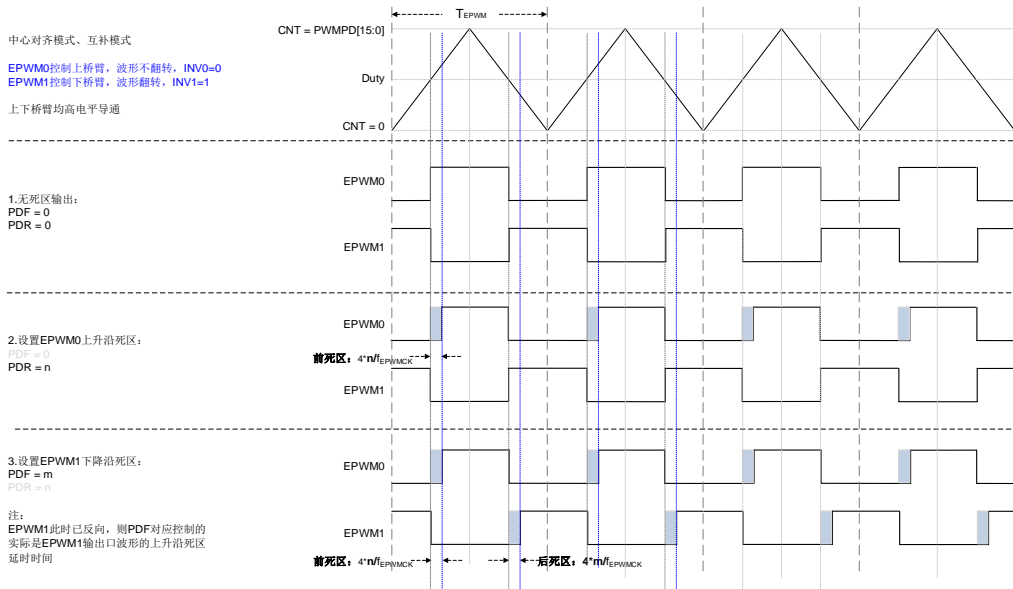 T_EPWM
CNT = PWMPD[15:0]
中心对齐模式、互补模式
EPWM0控制上桥臂，波形不翻转，INV0=0
EPWM1控制下桥臂，波形翻转，INV1=1
Duty
上下桥臂均高电平导通
CNT = 0
EPWM0
1.无死区输出：
PDF = 0
PDR = 0
EPWM1
EPWM0
2.设置EPWM0上升沿死区：
PDF = 0
PDR = n
前死区：4*n/f_EPWMCK
EPWM1
3.设置EPWM1下降沿死区：
PDF = m
PDR = n
EPWM0
注：
EPWM1此时已反向，则PDF对应控制的
实际是EPWM1输出口波形的上升沿死区
延时时间
EPWM1
前死区：4*n/f_EPWMCK
后死区：4*m/f_EPWMCK